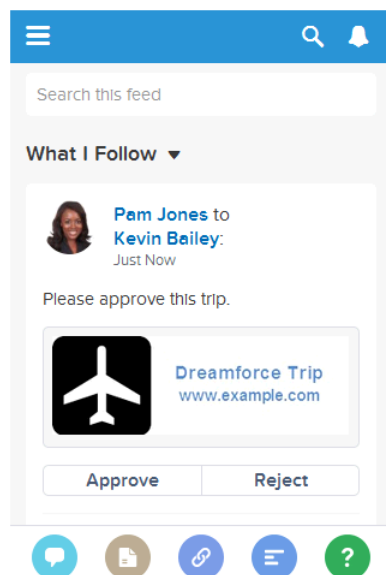 Search this feed
What I Follow
Pam Jones to
Kevin Bailey:
Just Now
Please approve this trip.
Dreamforce Trip
www.example.com
Approve Reject
?